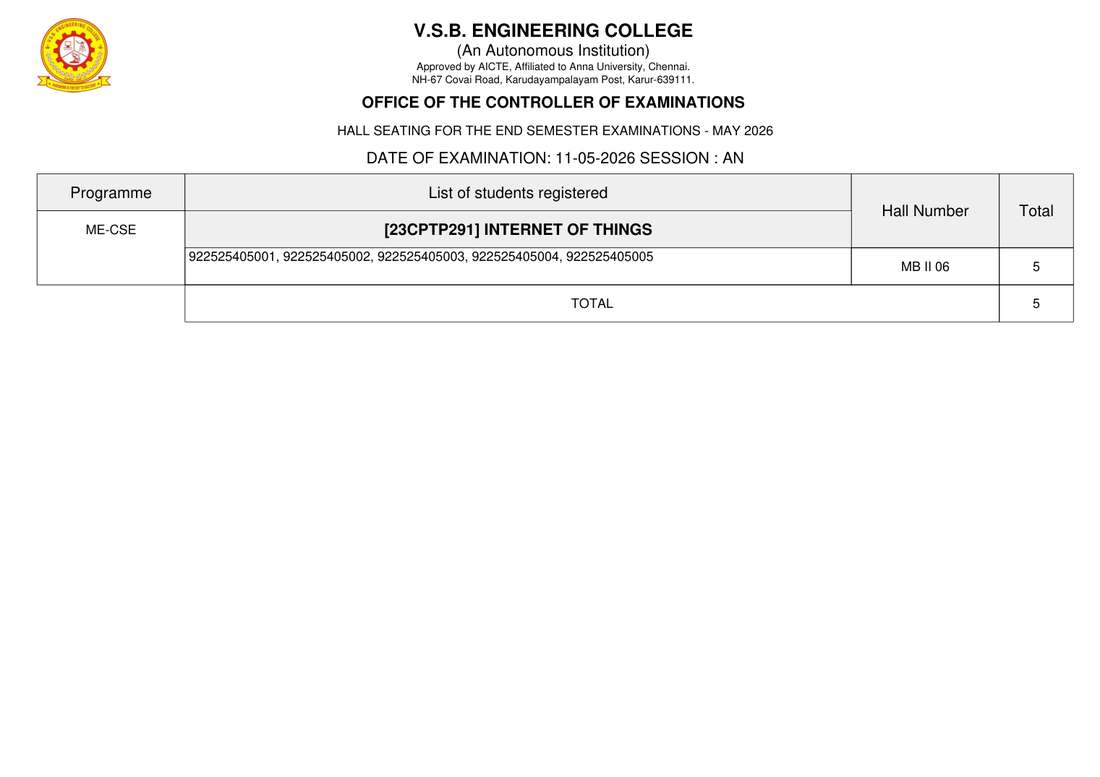 V.S.B. ENGINEERING COLLEGE
(An Autonomous Institution)
Approved by AICTE, Affiliated to Anna University, Chennai.
NH-67 Covai Road, Karudayampalayam Post, Karur-639111.
OFFICE OF THE CONTROLLER OF EXAMINATIONS
HALL SEATING FOR THE END SEMESTER EXAMINATIONS - MAY 2026
DATE OF EXAMINATION: 11-05-2026 SESSION : AN
Programme List of students registered Hall Number Total
ME-CSE [23CPTP291] INTERNET OF THINGS
922525405001, 922525405002, 922525405003, 922525405004, 922525405005 MB II 06 5
TOTAL 5